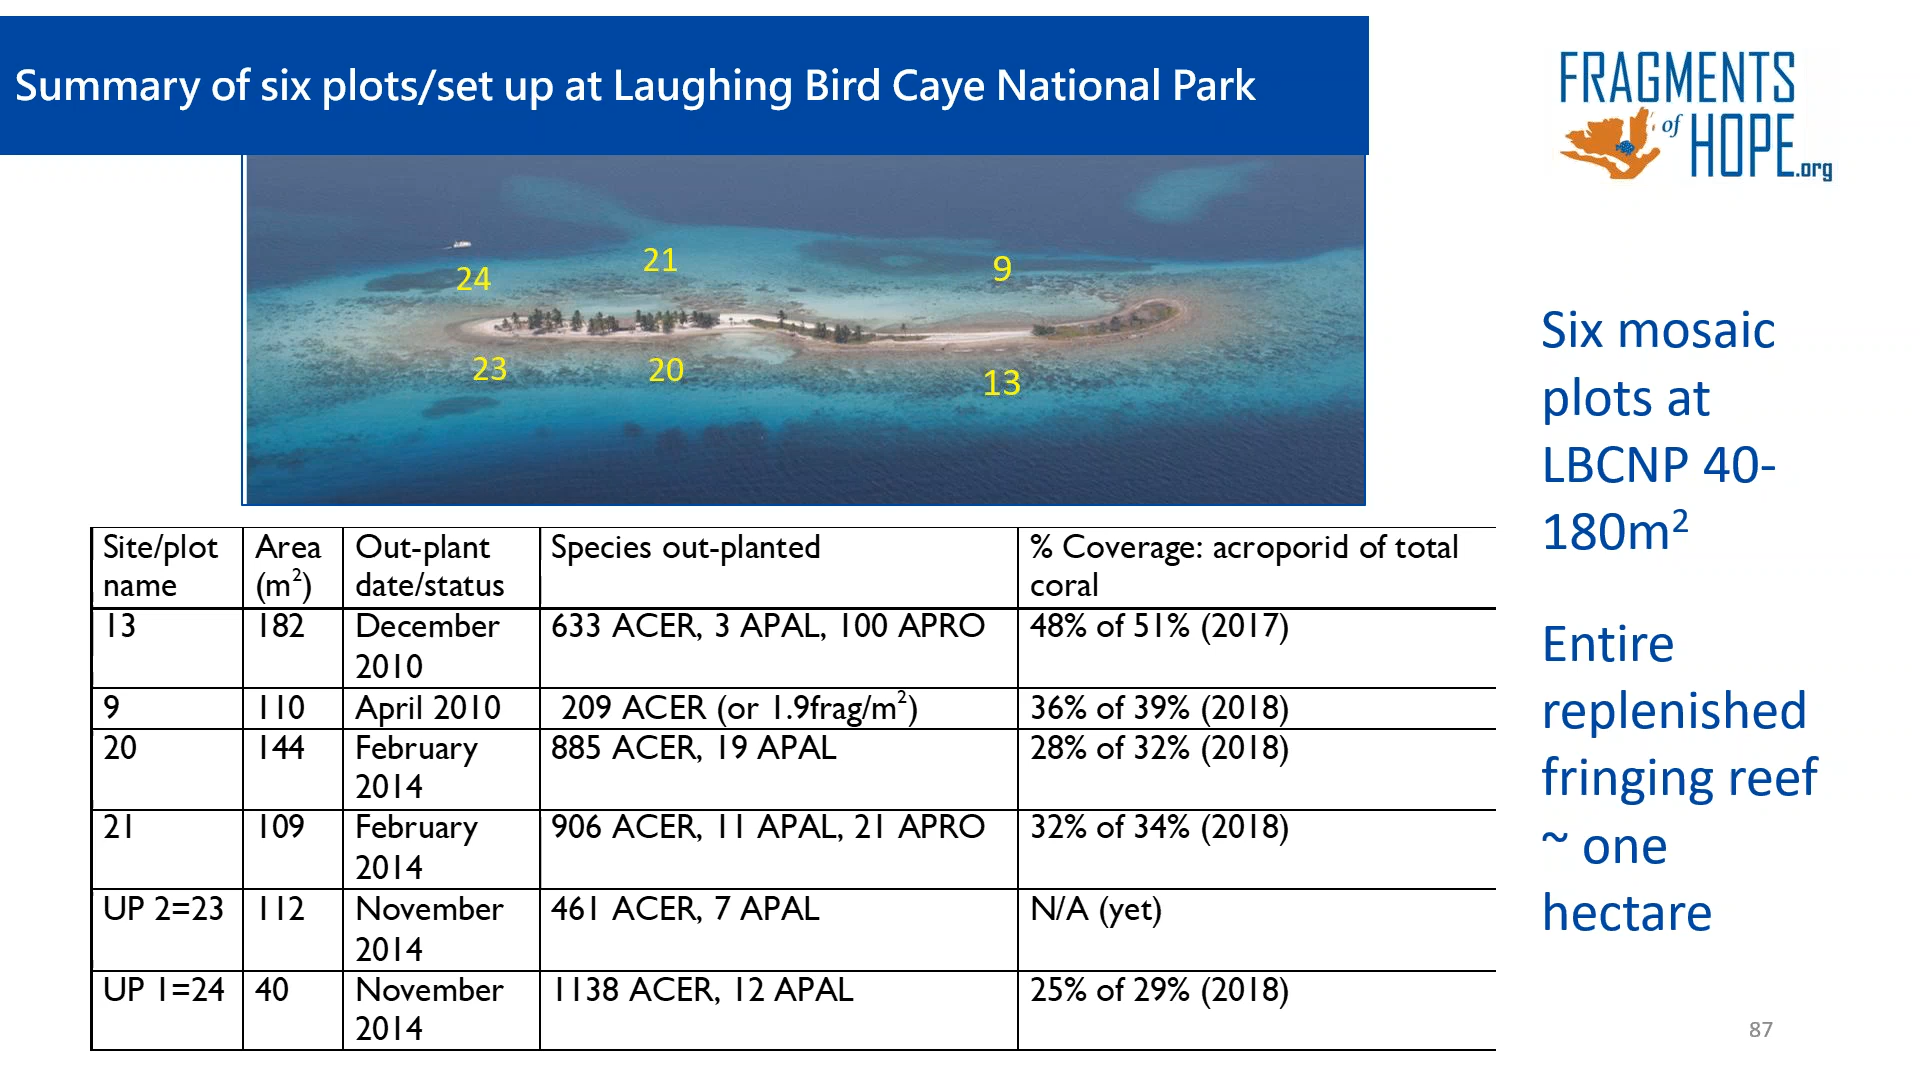 Summary of six plots/set up at Laughing Bird Caye National Park
FRAGMENTS
of HOPE.org
24 21 9
23 20 13
Six mosaic
plots at
LBCNP 40-
180m²
Entire
replenished
fringing reef
~ one
hectare
Site/plot name | Area (m²) | Out-plant date/status | Species out-planted | % Coverage: acroporid of total coral
13 | 182 | December 2010 | 633 ACER, 3 APAL, 100 APRO | 48% of 51% (2017)
9 | 110 | April 2010 | 209 ACER (or 1.9frag/m²) | 36% of 39% (2018)
20 | 144 | February 2014 | 885 ACER, 19 APAL | 28% of 32% (2018)
21 | 109 | February 2014 | 906 ACER, 11 APAL, 21 APRO | 32% of 34% (2018)
UP 2=23 | 112 | November 2014 | 461 ACER, 7 APAL | N/A (yet)
UP 1=24 | 40 | November 2014 | 1138 ACER, 12 APAL | 25% of 29% (2018)
87